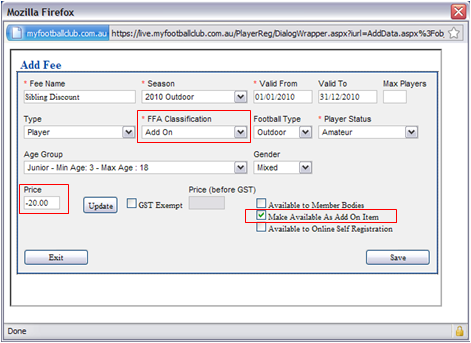 Mozilla Firefox
myfootballclub.com.au https://live.myfootballclub.com.au/PlayerReg/DialogWrapper.aspx?url=AddData.aspx%3Fob
Add Fee
* Fee Name * Season * Valid From Valid To Max Players
Sibling Discount 2010 Outdoor 01/01/2010 31/12/2010
Type * FFA Classification Football Type * Player Status
Player Add On Outdoor Amateur
Age Group Gender
Junior - Min Age: 3 - Max Age : 18 Mixed
Price Price (before GST)
-20.00 Update GST Exempt Available to Member Bodies
Make Available As Add On Item
Available to Online Self Registration
Exit Save
Done